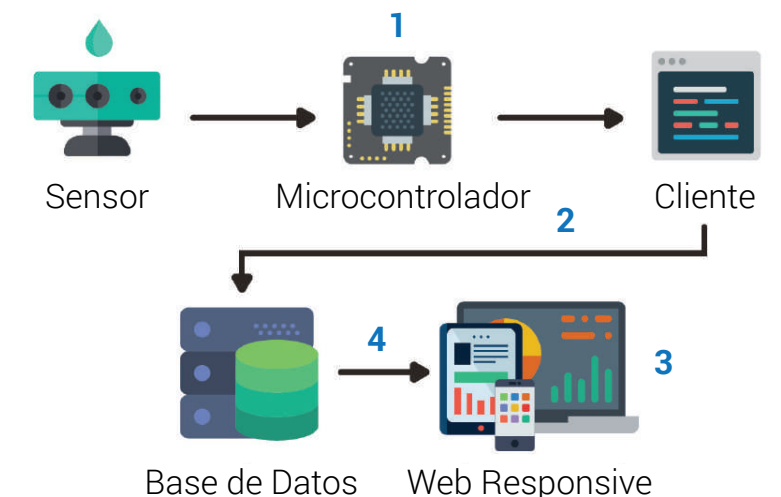 1
Sensor
Microcontrolador
Cliente
2
4
3
Base de Datos
Web Responsive